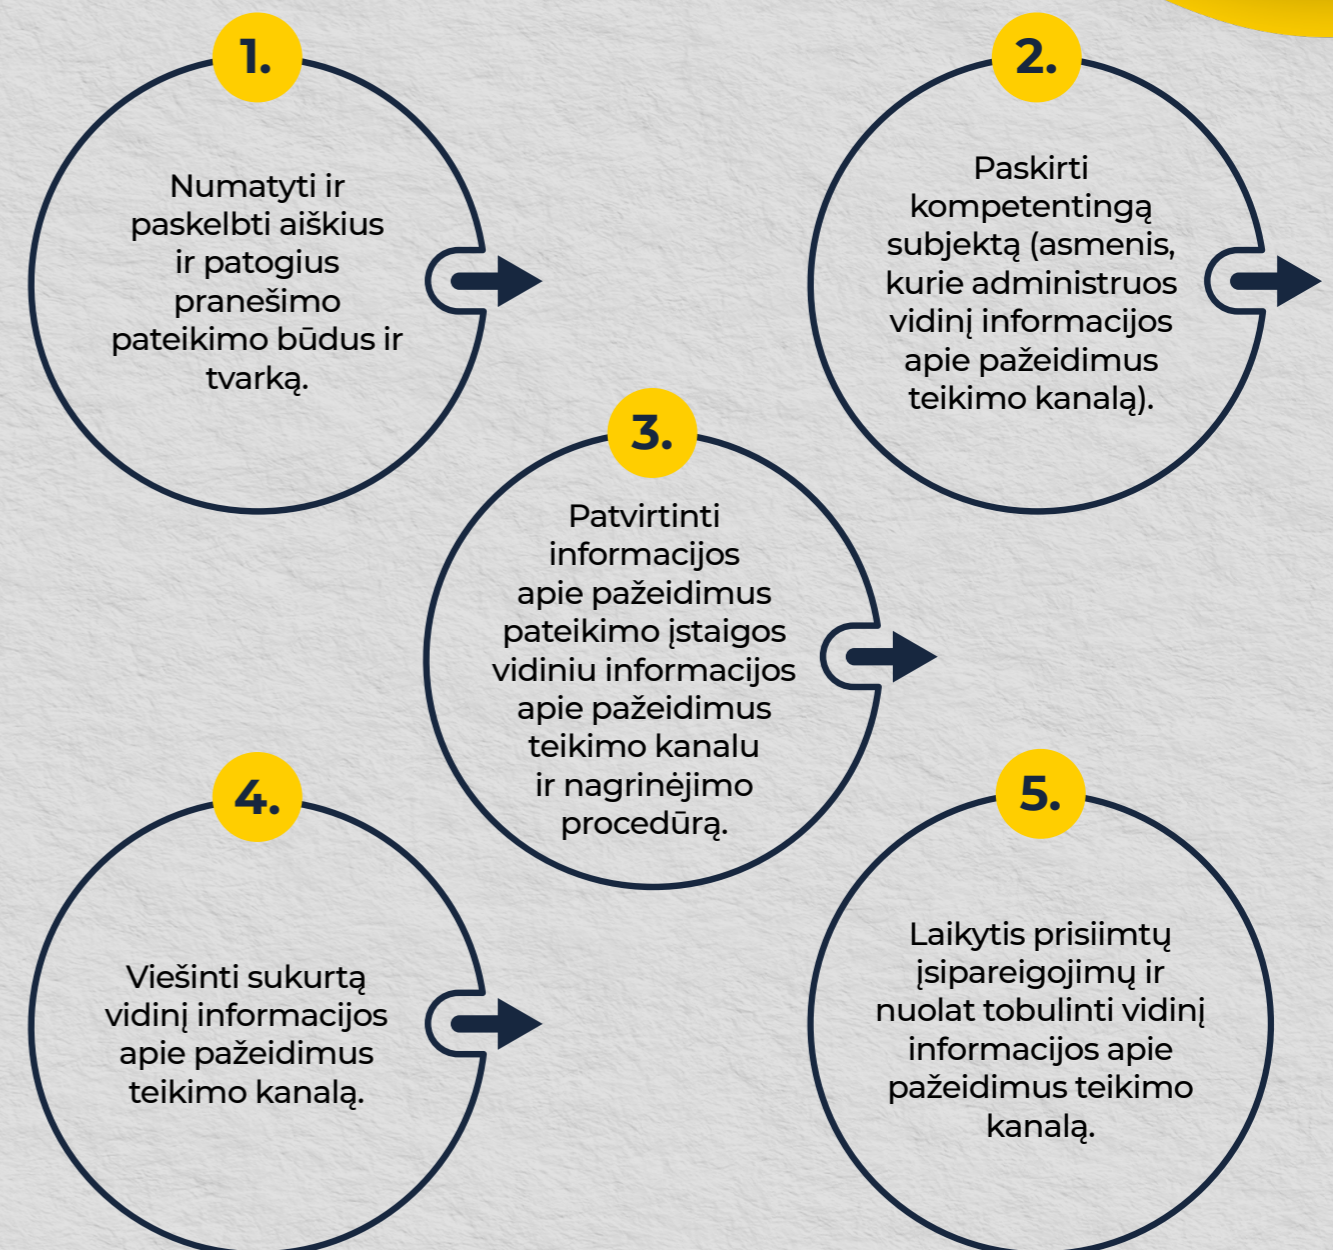 1.
Numatyti ir
paskelbti aiškius
ir patogius
pranešimo
pateikimo būdus ir
tvarką.
2.
Paskirti
kompetentingą
subjektą (asmenis,
kurie administruos
vidinį informacijos
apie pažeidimus
teikimo kanalą).
3.
Patvirtinti
informacijos
apie pažeidimus
pateikimo įstaigos
vidiniu informacijos
apie pažeidimus
teikimo kanalu
ir nagrinėjimo
procedūrą.
4.
Viešinti sukurtą
vidinį informacijos
apie pažeidimus
teikimo kanalą.
5.
Laikytis prisiimtų
įsipareigojimų ir
nuolat tobulinti vidinį
informacijos apie
pažeidimus teikimo
kanalą.